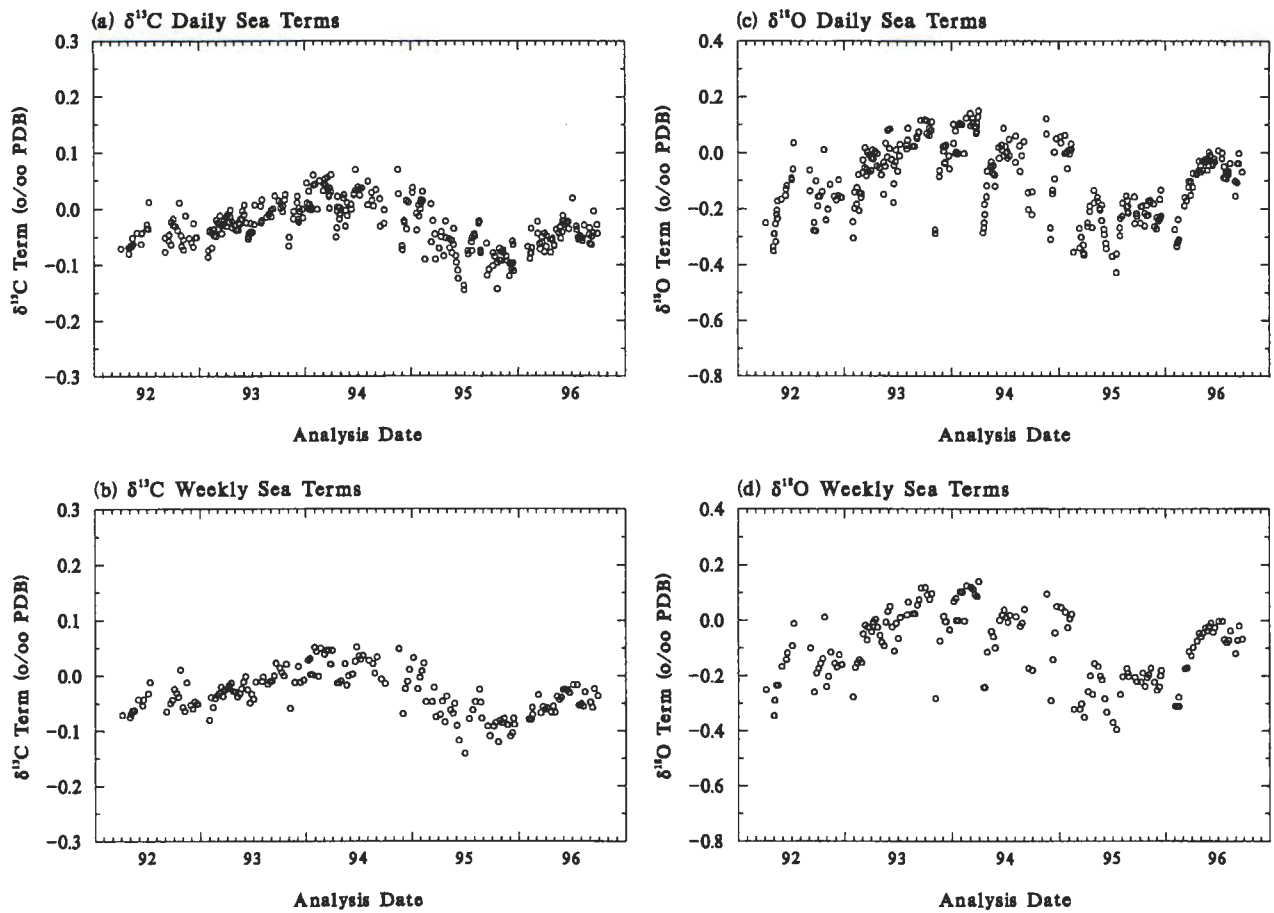 (a) δ¹³C Daily Sea Terms
0.3
0.2
0.1
0.0
−0.1
−0.2
−0.3
δ¹³C Term (o/oo PDB)
92 93 94 95 96
Analysis Date
(c) δ¹⁸O Daily Sea Terms
0.4
0.2
0.0
−0.2
−0.4
−0.6
−0.8
δ¹⁸O Term (o/oo PDB)
92 93 94 95 96
Analysis Date
(b) δ¹³C Weekly Sea Terms
0.3
0.2
0.1
0.0
−0.1
−0.2
−0.3
δ¹³C Term (o/oo PDB)
92 93 94 95 96
Analysis Date
(d) δ¹⁸O Weekly Sea Terms
0.4
0.2
0.0
−0.2
−0.4
−0.6
−0.8
δ¹⁸O Term (o/oo PDB)
92 93 94 95 96
Analysis Date